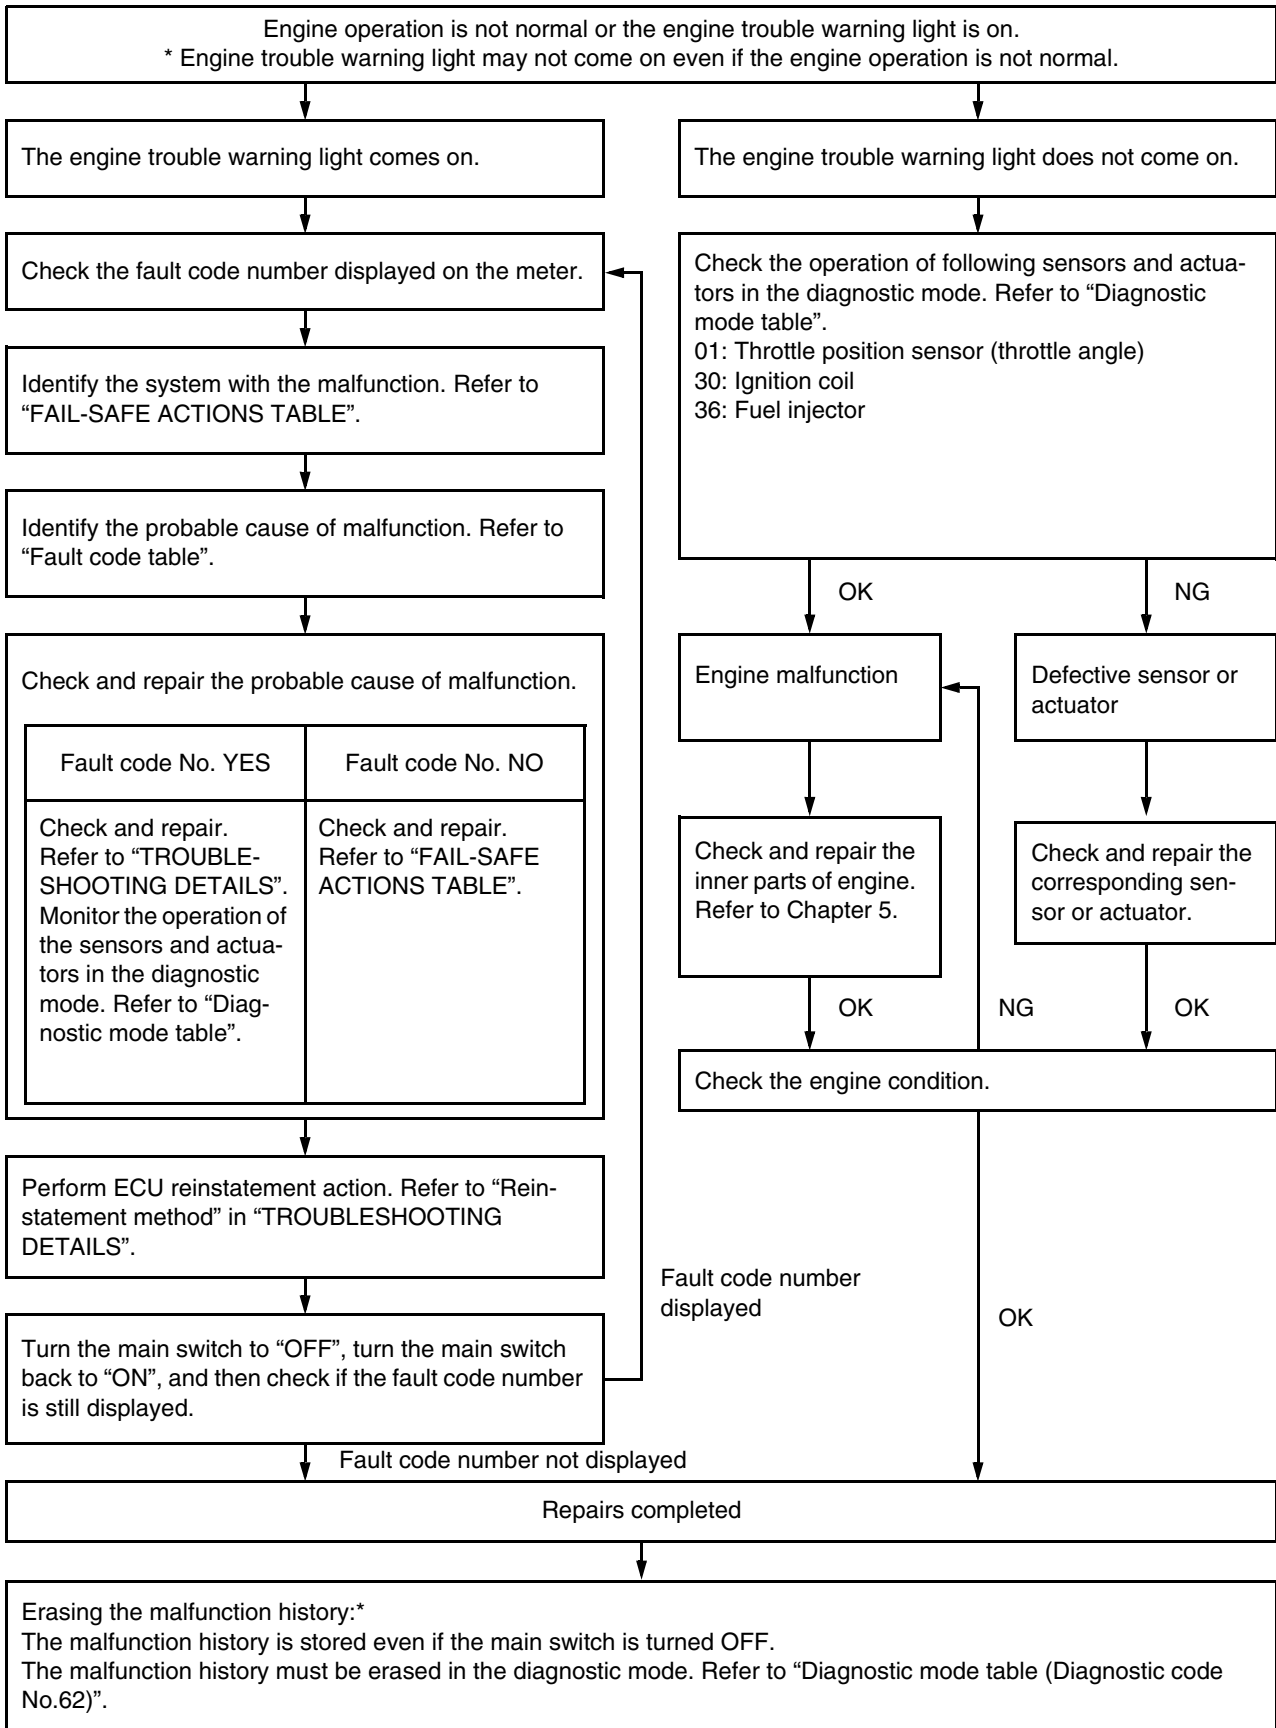 Engine operation is not normal or the engine trouble warning light is on.
* Engine trouble warning light may not come on even if the engine operation is not normal.
The engine trouble warning light comes on.
Check the fault code number displayed on the meter.
Identify the system with the malfunction. Refer to
“FAIL-SAFE ACTIONS TABLE”.
Identify the probable cause of malfunction. Refer to
“Fault code table”.
Check and repair the probable cause of malfunction.
Fault code No. YES
Check and repair.
Refer to “TROUBLE-
SHOOTING DETAILS”.
Monitor the operation of
the sensors and actua-
tors in the diagnostic
mode. Refer to “Diag-
nostic mode table”.
Fault code No. NO
Check and repair.
Refer to “FAIL-SAFE
ACTIONS TABLE”.
Perform ECU reinstatement action. Refer to “Rein-
statement method” in “TROUBLESHOOTING
DETAILS”.
Turn the main switch to “OFF”, turn the main switch
back to “ON”, and then check if the fault code number
is still displayed.
Fault code number
displayed
Fault code number not displayed
The engine trouble warning light does not come on.
Check the operation of following sensors and actua-
tors in the diagnostic mode. Refer to “Diagnostic
mode table”.
01: Throttle position sensor (throttle angle)
30: Ignition coil
36: Fuel injector
OK
NG
Engine malfunction
Defective sensor or
actuator
Check and repair the
inner parts of engine.
Refer to Chapter 5.
Check and repair the
corresponding sen-
sor or actuator.
OK
NG
OK
Check the engine condition.
OK
Repairs completed
Erasing the malfunction history:*
The malfunction history is stored even if the main switch is turned OFF.
The malfunction history must be erased in the diagnostic mode. Refer to “Diagnostic mode table (Diagnostic code
No.62)”.